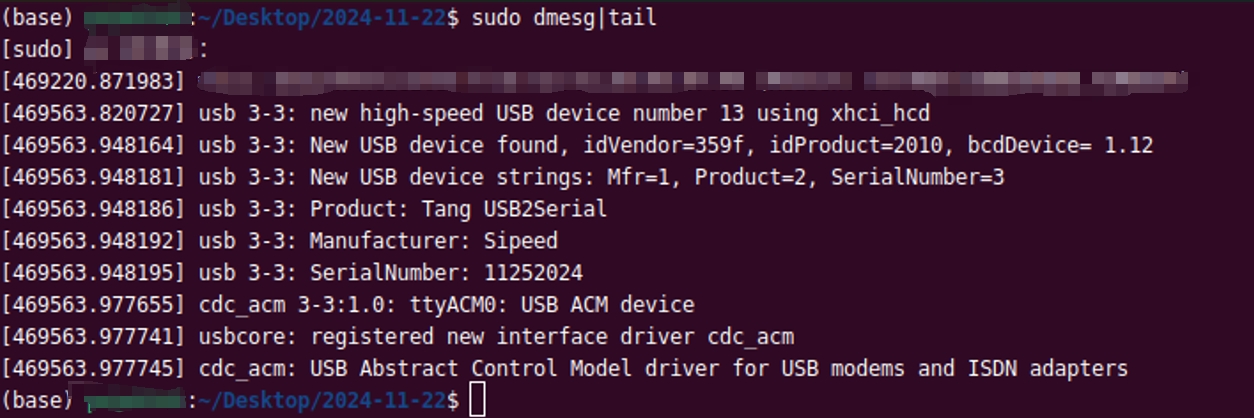 (base) :~/Desktop/2024-11-22$ sudo dmesg|tail
[sudo] :
[469220.871983]
[469563.820727] usb 3-3: new high-speed USB device number 13 using xhci_hcd
[469563.948164] usb 3-3: New USB device found, idVendor=359f, idProduct=2010, bcdDevice= 1.12
[469563.948181] usb 3-3: New USB device strings: Mfr=1, Product=2, SerialNumber=3
[469563.948186] usb 3-3: Product: Tang USB2Serial
[469563.948192] usb 3-3: Manufacturer: Sipeed
[469563.948195] usb 3-3: SerialNumber: 11252024
[469563.977655] cdc_acm 3-3:1.0: ttyACM0: USB ACM device
[469563.977741] usbcore: registered new interface driver cdc_acm
[469563.977745] cdc_acm: USB Abstract Control Model driver for USB modems and ISDN adapters
(base) :~/Desktop/2024-11-22$